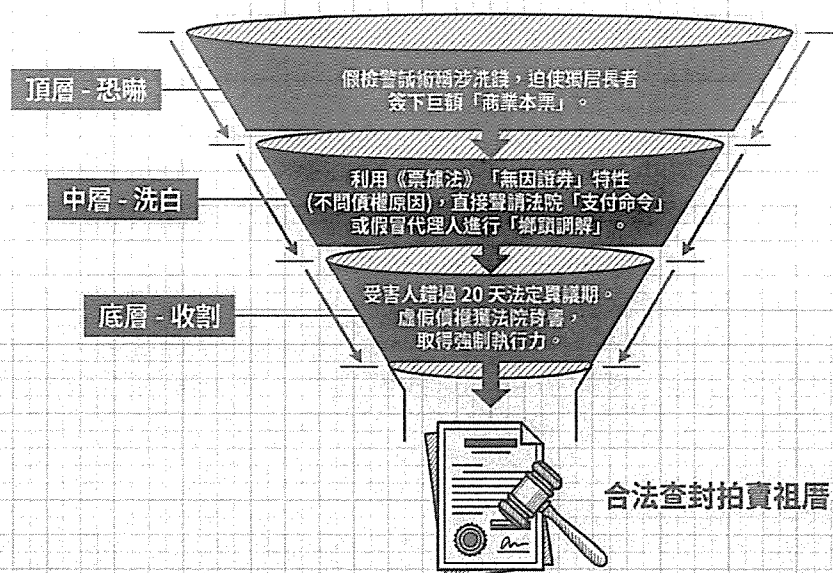 頂層 - 恐嚇
假檢警誆稱涉洗錢，迫使獨居長者
簽下巨額「商業本票」。
中層 - 洗白
利用《票據法》「無因證券」特性
(不問債權原因)，直接聲請法院「支付命令」
或假冒代理人進行「鄉鎮調解」。
底層 - 收割
受害人錯過 20 天法定異議期。
虛假債權獲法院背書，
取得強制執行力。
合法查封拍賣祖厝